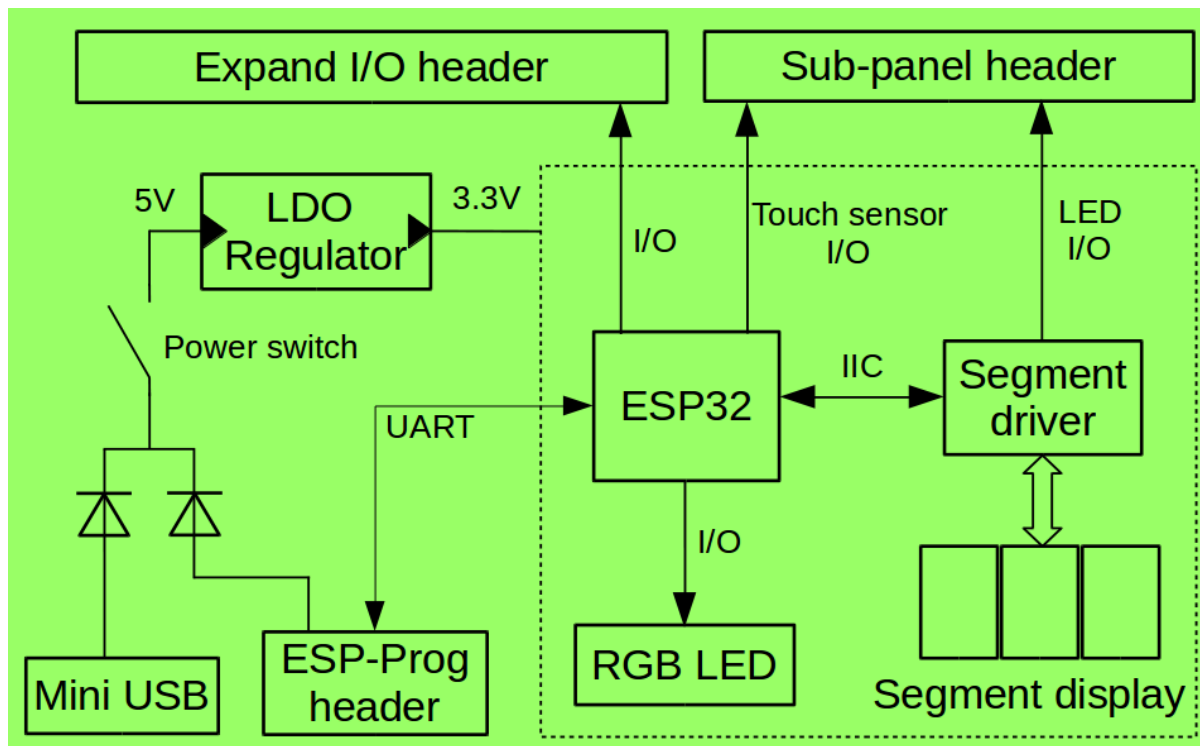 Expand I/O header
Sub-panel header
5V
LDO
Regulator
3.3V
I/O
Touch sensor
I/O
LED
I/O
Power switch
ESP32
IIC
Segment
driver
UART
I/O
Mini USB
ESP-Prog
header
RGB LED
Segment display